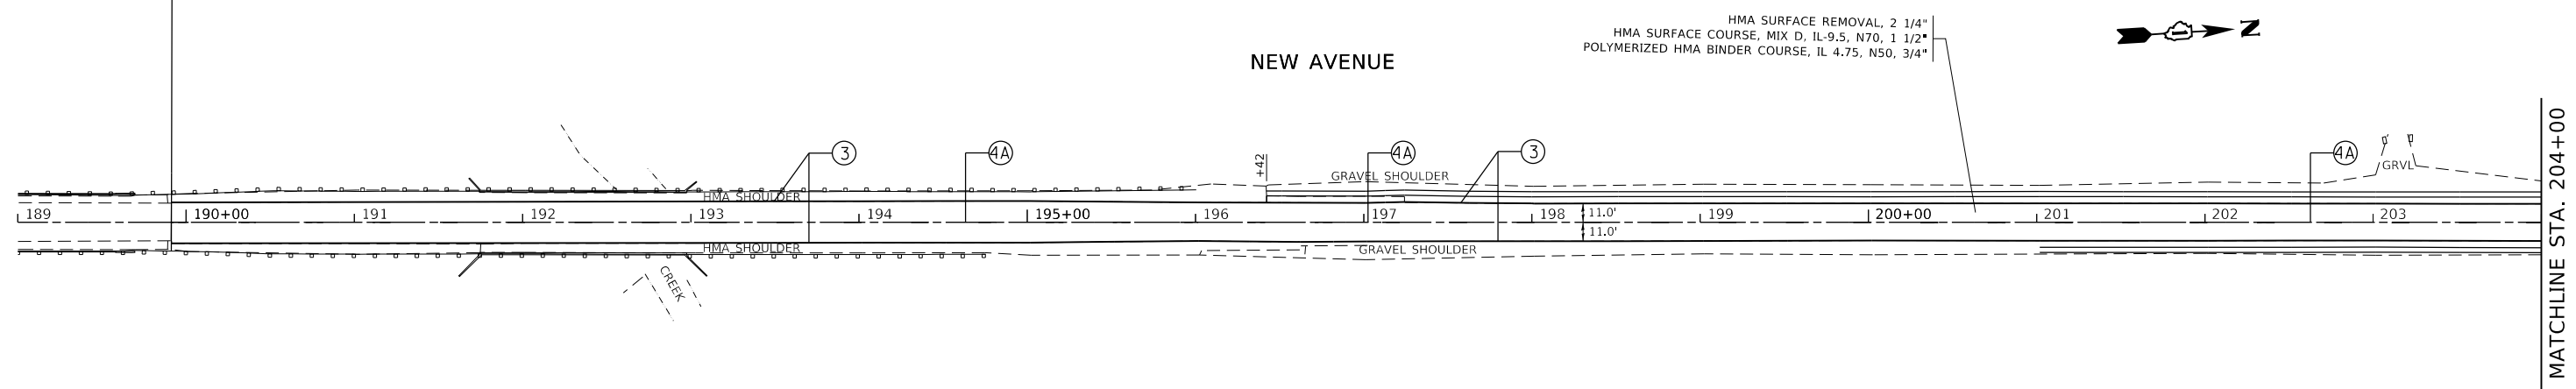 HMA SURFACE REMOVAL, 2 1/4"
HMA SURFACE COURSE, MIX D, IL-9.5, N70, 1 1/2"
POLYMERIZED HMA BINDER COURSE, IL 4.75, N50, 3/4"
N
NEW AVENUE
3
4A
+42
4A
3
4A
GRAVEL SHOULDER
GRVL
HMA SHOULDER
189
190+00
191
192
193
194
195+00
196
197
198
11.0'
11.0'
199
200+00
201
202
203
HMA SHOULDER
GRAVEL SHOULDER
CREEK
MATCHLINE STA. 204+00